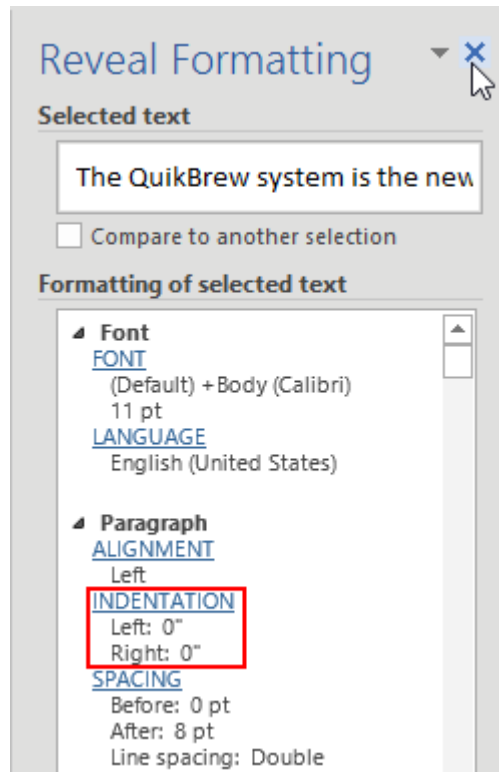 Reveal Formatting
Selected text
The QuikBrew system is the new
Compare to another selection
Formatting of selected text
Font
FONT
(Default) +Body (Calibri)
11 pt
LANGUAGE
English (United States)
Paragraph
ALIGNMENT
Left
INDENTATION
Left: 0"
Right: 0"
SPACING
Before: 0 pt
After: 8 pt
Line spacing: Double